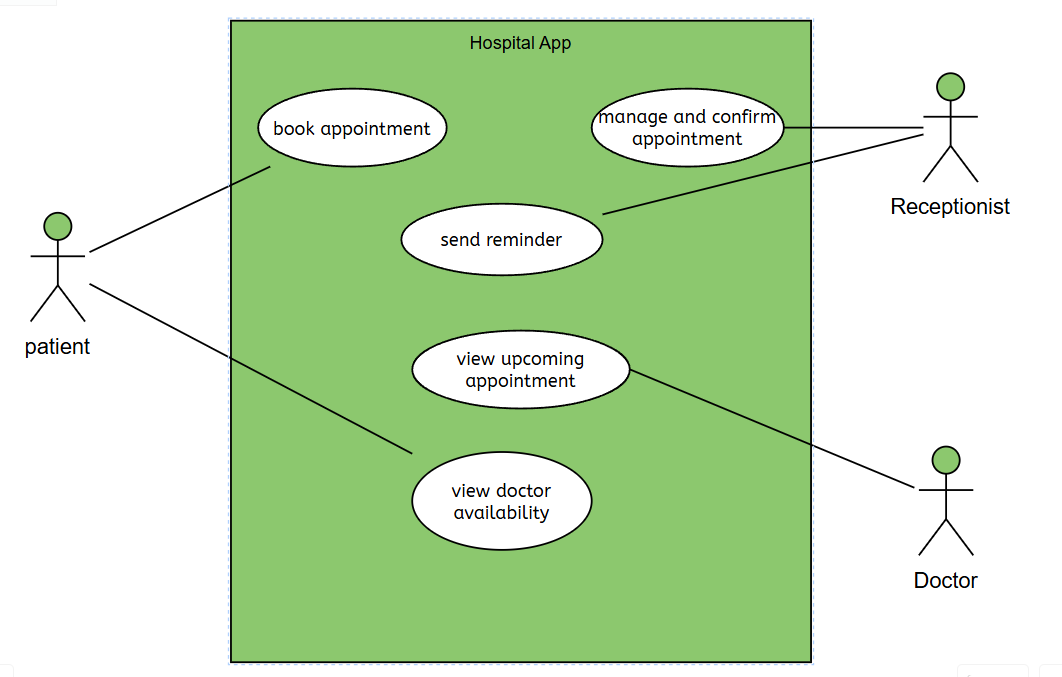 Hospital App
book appointment
manage and confirm
appointment
Receptionist
send reminder
patient
view upcoming
appointment
view doctor
availability
Doctor